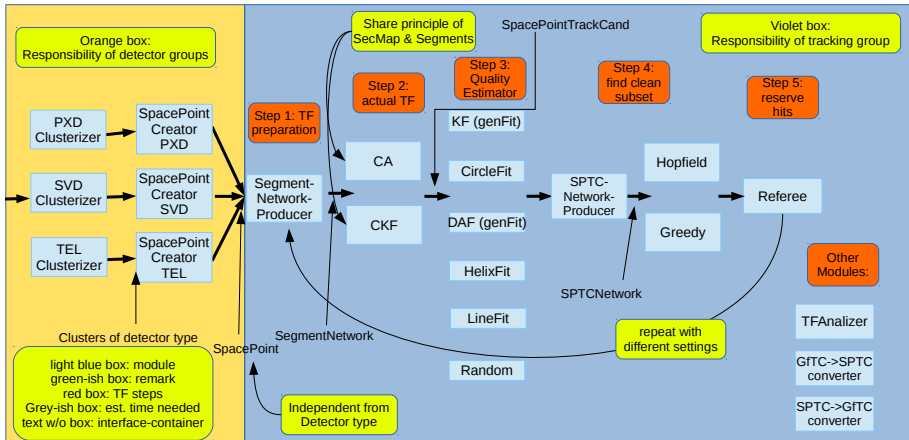 Orange box:
Responsibility of detector groups
Share principle of
SecMap & Segments
SpacePointTrackCand
Violet box:
Responsibility of tracking group
Step 1: TF
preparation
Step 2:
actual TF
Step 3:
Quality
Estimator
Step 4:
find clean
subset
Step 5:
reserve
hits
PXD
Clusterizer
SpacePoint
Creator
PXD
SVD
Clusterizer
SpacePoint
Creator
SVD
TEL
Clusterizer
SpacePoint
Creator
TEL
Segment-
Network-
Producer
CA
CKF
KF (genFit)
CircleFit
DAF (genFit)
HelixFit
LineFit
Random
SPTC-
Network-
Producer
Hopfield
Greedy
Referee
Other
Modules:
TFAnalizer
GfTC->SPTC
converter
SPTC->GfTC
converter
Clusters of detector type
SpacePoint
SegmentNetwork
SPTCNetwork
repeat with
different settings
Independent from
Detector type
light blue box: module
green-ish box: remark
red box: TF steps
Grey-ish box: est. time needed
text w/o box: interface-container